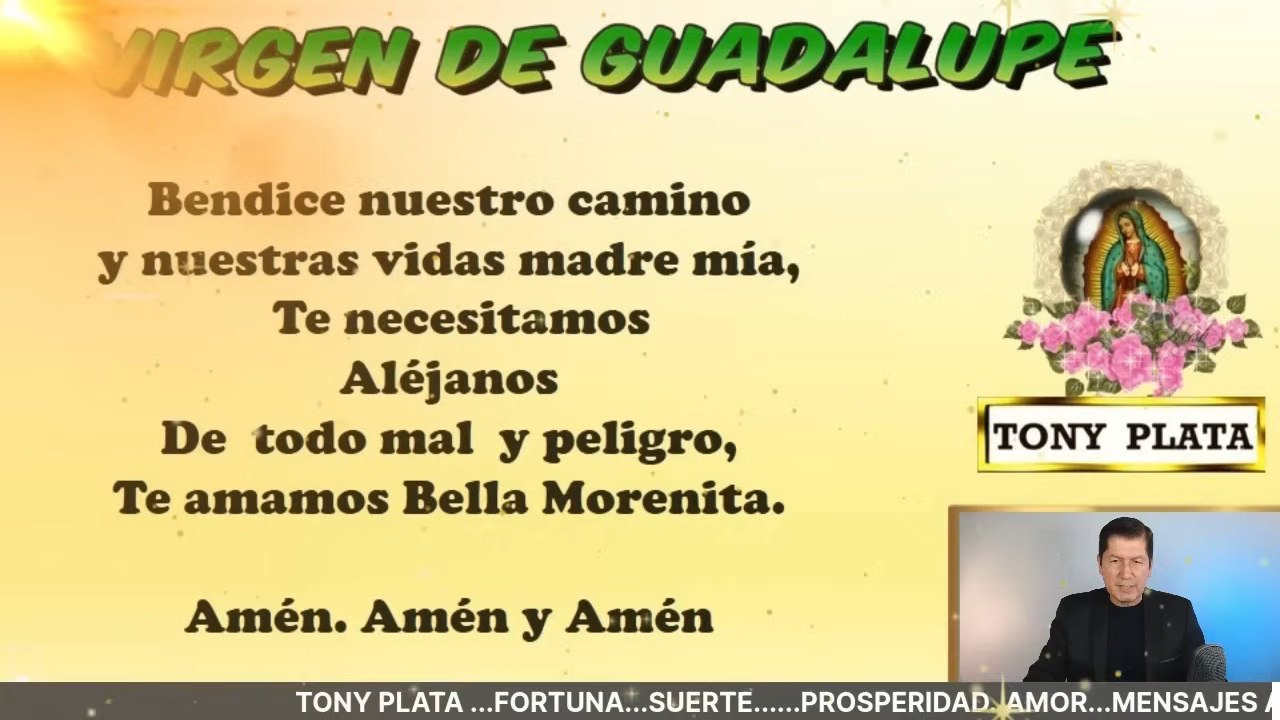 VIRGEN DE GUADALUPE
Bendice nuestro camino
y nuestras vidas madre mía,
Te necesitamos
Aléjanos
De todo mal y peligro,
Te amamos Bella Morenita.
Amén. Amén y Amén
TONY PLATA
TONY PLATA ...FORTUNA...SUERTE......PROSPERIDAD, AMOR...MENSAJES